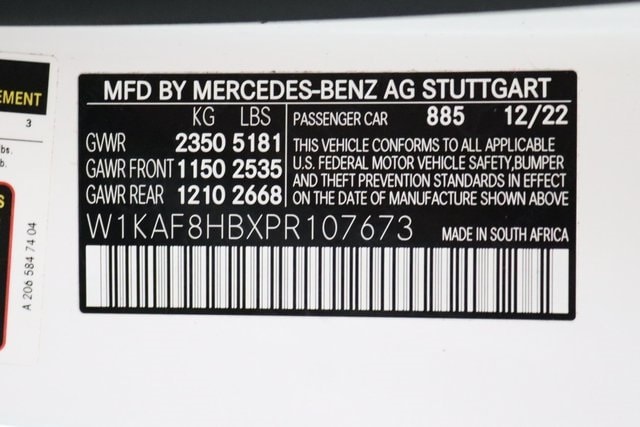 MFD BY MERCEDES-BENZ AG STUTTGART
KG LBS PASSENGER CAR 885 12/22
GVWR 2350 5181
GAWR FRONT 1150 2535
GAWR REAR 1210 2668
THIS VEHICLE CONFORMS TO ALL APPLICABLE
U.S. FEDERAL MOTOR VEHICLE SAFETY,BUMPER
AND THEFT PREVENTION STANDARDS IN EFFECT
ON THE DATE OF MANUFACTURE SHOWN ABOVE
W1KAF8HBXPR107673 MADE IN SOUTH AFRICA
EMENT
3
A 206 584 74 04